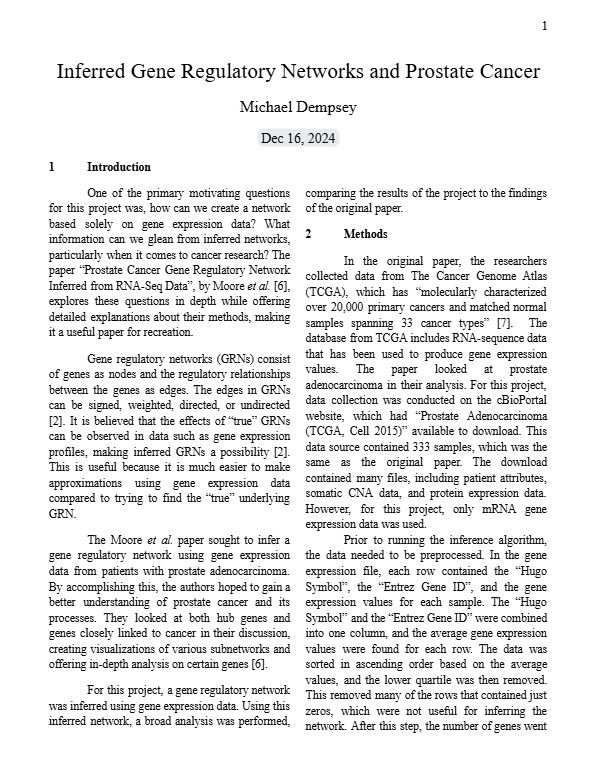 1
Inferred Gene Regulatory Networks and Prostate Cancer
Michael Dempsey
Dec 16, 2024
1 Introduction
One of the primary motivating questions
for this project was, how can we create a network
based solely on gene expression data? What
information can we glean from inferred networks,
particularly when it comes to cancer research? The
paper “Prostate Cancer Gene Regulatory Network
Inferred from RNA-Seq Data”, by Moore et al. [6],
explores these questions in depth while offering
detailed explanations about their methods, making
it a useful paper for recreation.
Gene regulatory networks (GRNs) consist
of genes as nodes and the regulatory relationships
between the genes as edges. The edges in GRNs
can be signed, weighted, directed, or undirected
[2]. It is believed that the effects of “true” GRNs
can be observed in data such as gene expression
profiles, making inferred GRNs a possibility [2].
This is useful because it is much easier to make
approximations using gene expression data
compared to trying to find the “true” underlying
GRN.
The Moore et al. paper sought to infer a
gene regulatory network using gene expression
data from patients with prostate adenocarcinoma.
By accomplishing this, the authors hoped to gain a
better understanding of prostate cancer and its
processes. They looked at both hub genes and
genes closely linked to cancer in their discussion,
creating visualizations of various subnetworks and
offering in-depth analysis on certain genes [6].
For this project, a gene regulatory network
was inferred using gene expression data. Using this
inferred network, a broad analysis was performed,
comparing the results of the project to the findings
of the original paper.
2 Methods
In the original paper, the researchers
collected data from The Cancer Genome Atlas
(TCGA), which has “molecularly characterized
over 20,000 primary cancers and matched normal
samples spanning 33 cancer types” [7]. The
database from TCGA includes RNA-sequence data
that has been used to produce gene expression
values. The paper looked at prostate
adenocarcinoma in their analysis. For this project,
data collection was conducted on the cBioPortal
website, which had “Prostate Adenocarcinoma
(TCGA, Cell 2015)” available to download. This
data source contained 333 samples, which was the
same as the original paper. The download
contained many files, including patient attributes,
somatic CNA data, and protein expression data.
However, for this project, only mRNA gene
expression data was used.
Prior to running the inference algorithm,
the data needed to be preprocessed. In the gene
expression file, each row contained the “Hugo
Symbol”, the “Entrez Gene ID”, and the gene
expression values for each sample. The “Hugo
Symbol” and the “Entrez Gene ID” were combined
into one column, and the average gene expression
values were found for each row. The data was
sorted in ascending order based on the average
values, and the lower quartile was then removed.
This removed many of the rows that contained just
zeros, which were not useful for inferring the
network. After this step, the number of genes went